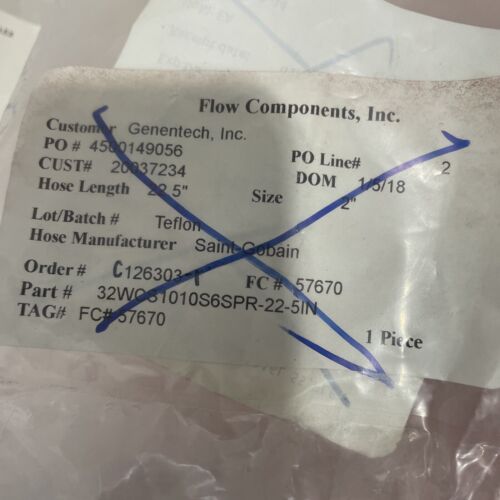 Flow Components, Inc.
Customer Genentech, Inc.
PO # 4500149056
PO Line# 2
CUST# 20037234
DOM 1/5/18
Hose Length 22.5"
Size 2"
Lot/Batch # Teflon
Hose Manufacturer Saint-Gobain
Order # C126303-1
FC # 57670
Part # 32WCS1010S6SPR-22-5IN
TAG# FC# 57670
1 Piece